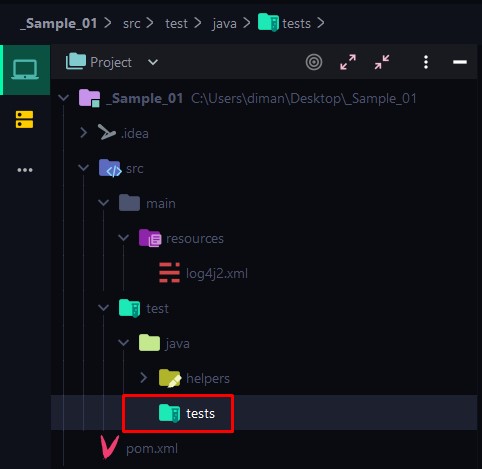 _Sample_01 > src > test > java > tests >
Project
_Sample_01 C:\Users\diman\Desktop\_Sample_01
.idea
src
main
resources
log4j2.xml
test
java
helpers
tests
pom.xml